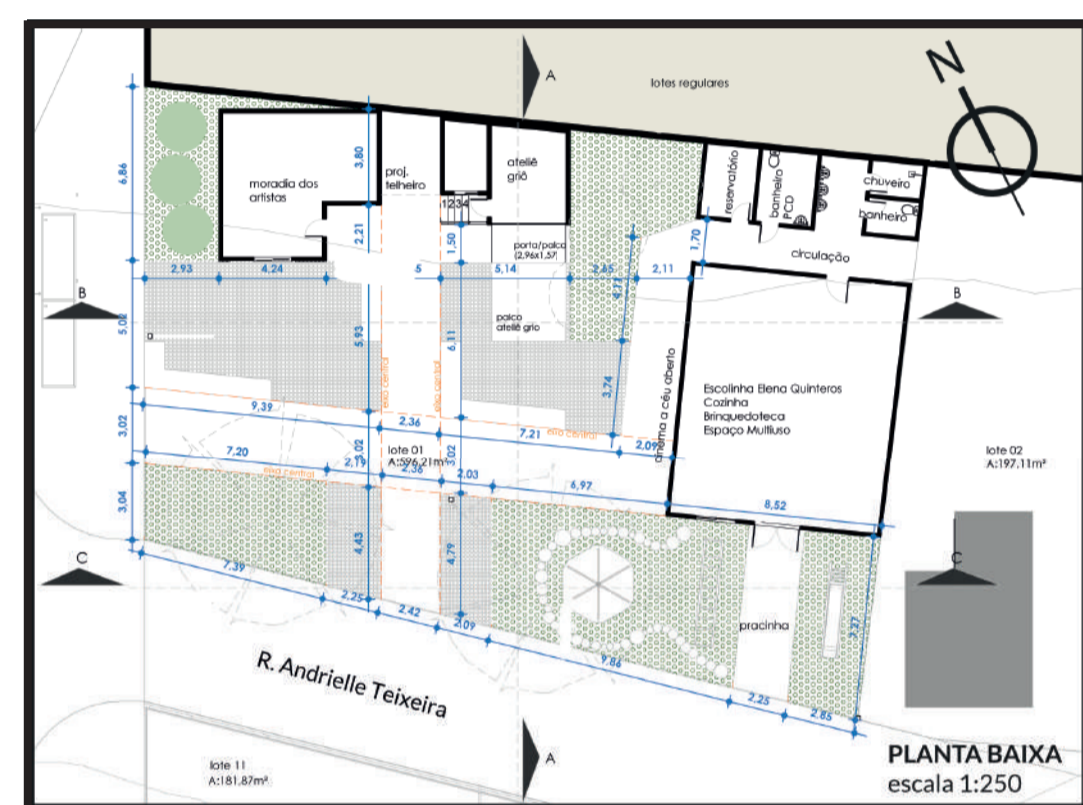 N
A
lotes regulares
6,86
3,80
moradia dos
artistas
proj.
telheiro
ateliê
griô
reservatório
banheiro
PCD
chuveiro
banheiro
1234
2,21
1,50
porta/palco
(2,96x1,57)
1,70
circulação
2,93
4,24
5
5,14
2,65
2,11
4,11
B
B
5,02
5,93
6,11
palco
ateliê grio
3,74
eixo central
eixo central
cinema a céu aberto
Escolinha Elena Quinteros
Cozinha
Brinquedoteca
Espaço Multiuso
3,02
9,39
2,36
7,21
eixo central
2,09
lote 01
A:596,21m²
3,02
3,02
lote 02
A:197,11m²
7,20
eixo central
2,19
2,36
2,03
6,97
8,52
3,04
4,43
4,79
C
C
7,39
2,25
2,42
2,09
9,86
pracinha
7,27
2,25
2,85
R. Andrielle Teixeira
A
lote 11
A:181,87m²
PLANTA BAIXA
escala 1:250